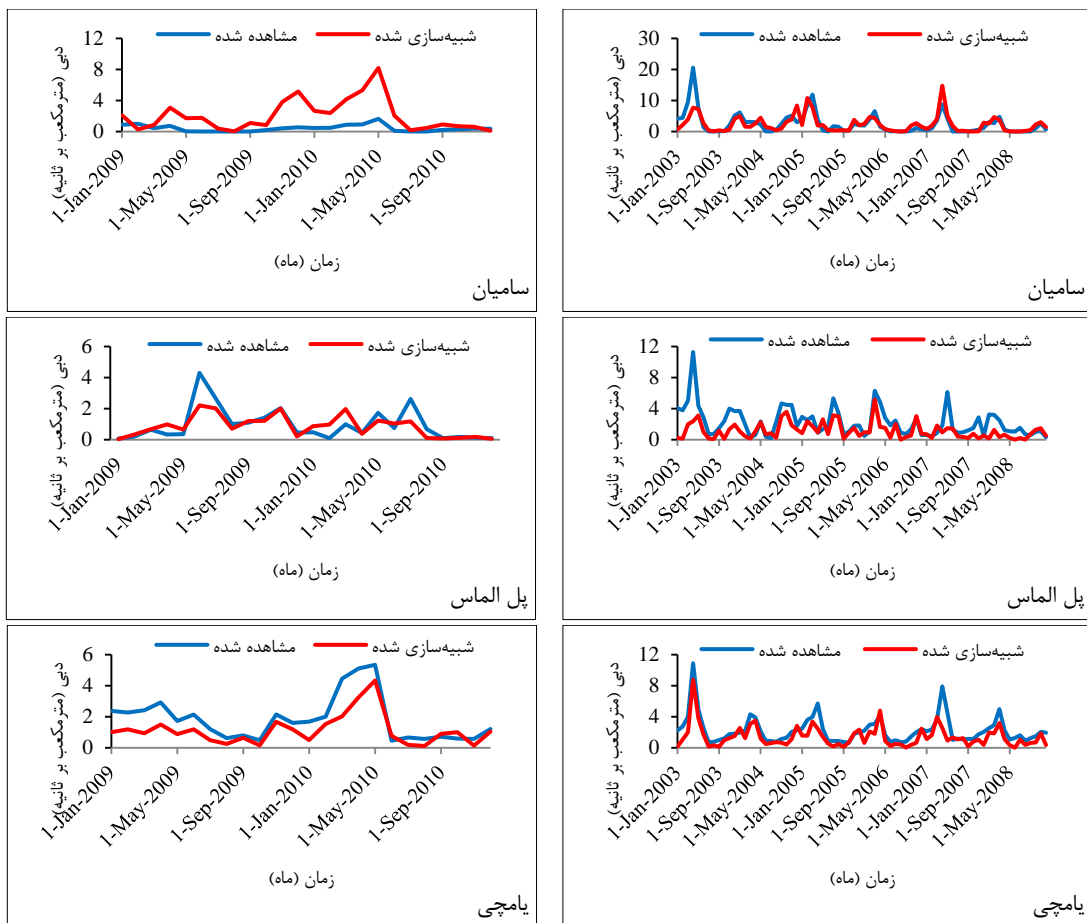 مشاهده شده شبیه‌سازی شده
دبی (مترمکعب بر ثانیه)
12
8
4
0
1-Jan-2009
1-May-2009
1-Sep-2009
1-Jan-2010
1-May-2010
1-Sep-2010
زمان (ماه)
سامیان
مشاهده شده شبیه‌سازی شده
دبی (مترمکعب بر ثانیه)
30
20
10
0
1-Jan-2003
1-Sep-2003
1-May-2004
1-Jan-2005
1-Sep-2005
1-May-2006
1-Jan-2007
1-Sep-2007
1-May-2008
زمان (ماه)
سامیان
مشاهده شده شبیه‌سازی شده
دبی (مترمکعب بر ثانیه)
6
4
2
0
1-Jan-2009
1-May-2009
1-Sep-2009
1-Jan-2010
1-May-2010
1-Sep-2010
زمان (ماه)
پل الماس
مشاهده شده شبیه‌سازی شده
دبی (مترمکعب بر ثانیه)
12
8
4
0
1-Jan-2003
1-Sep-2003
1-May-2004
1-Jan-2005
1-Sep-2005
1-May-2006
1-Jan-2007
1-Sep-2007
1-May-2008
زمان (ماه)
پل الماس
مشاهده شده شبیه‌سازی شده
دبی (مترمکعب بر ثانیه)
6
4
2
0
1-Jan-2009
1-May-2009
1-Sep-2009
1-Jan-2010
1-May-2010
1-Sep-2010
زمان (ماه)
یامچی
مشاهده شده شبیه‌سازی شده
دبی (مترمکعب بر ثانیه)
12
8
4
0
1-Jan-2003
1-Sep-2003
1-May-2004
1-Jan-2005
1-Sep-2005
1-May-2006
1-Jan-2007
1-Sep-2007
1-May-2008
زمان (ماه)
یامچی